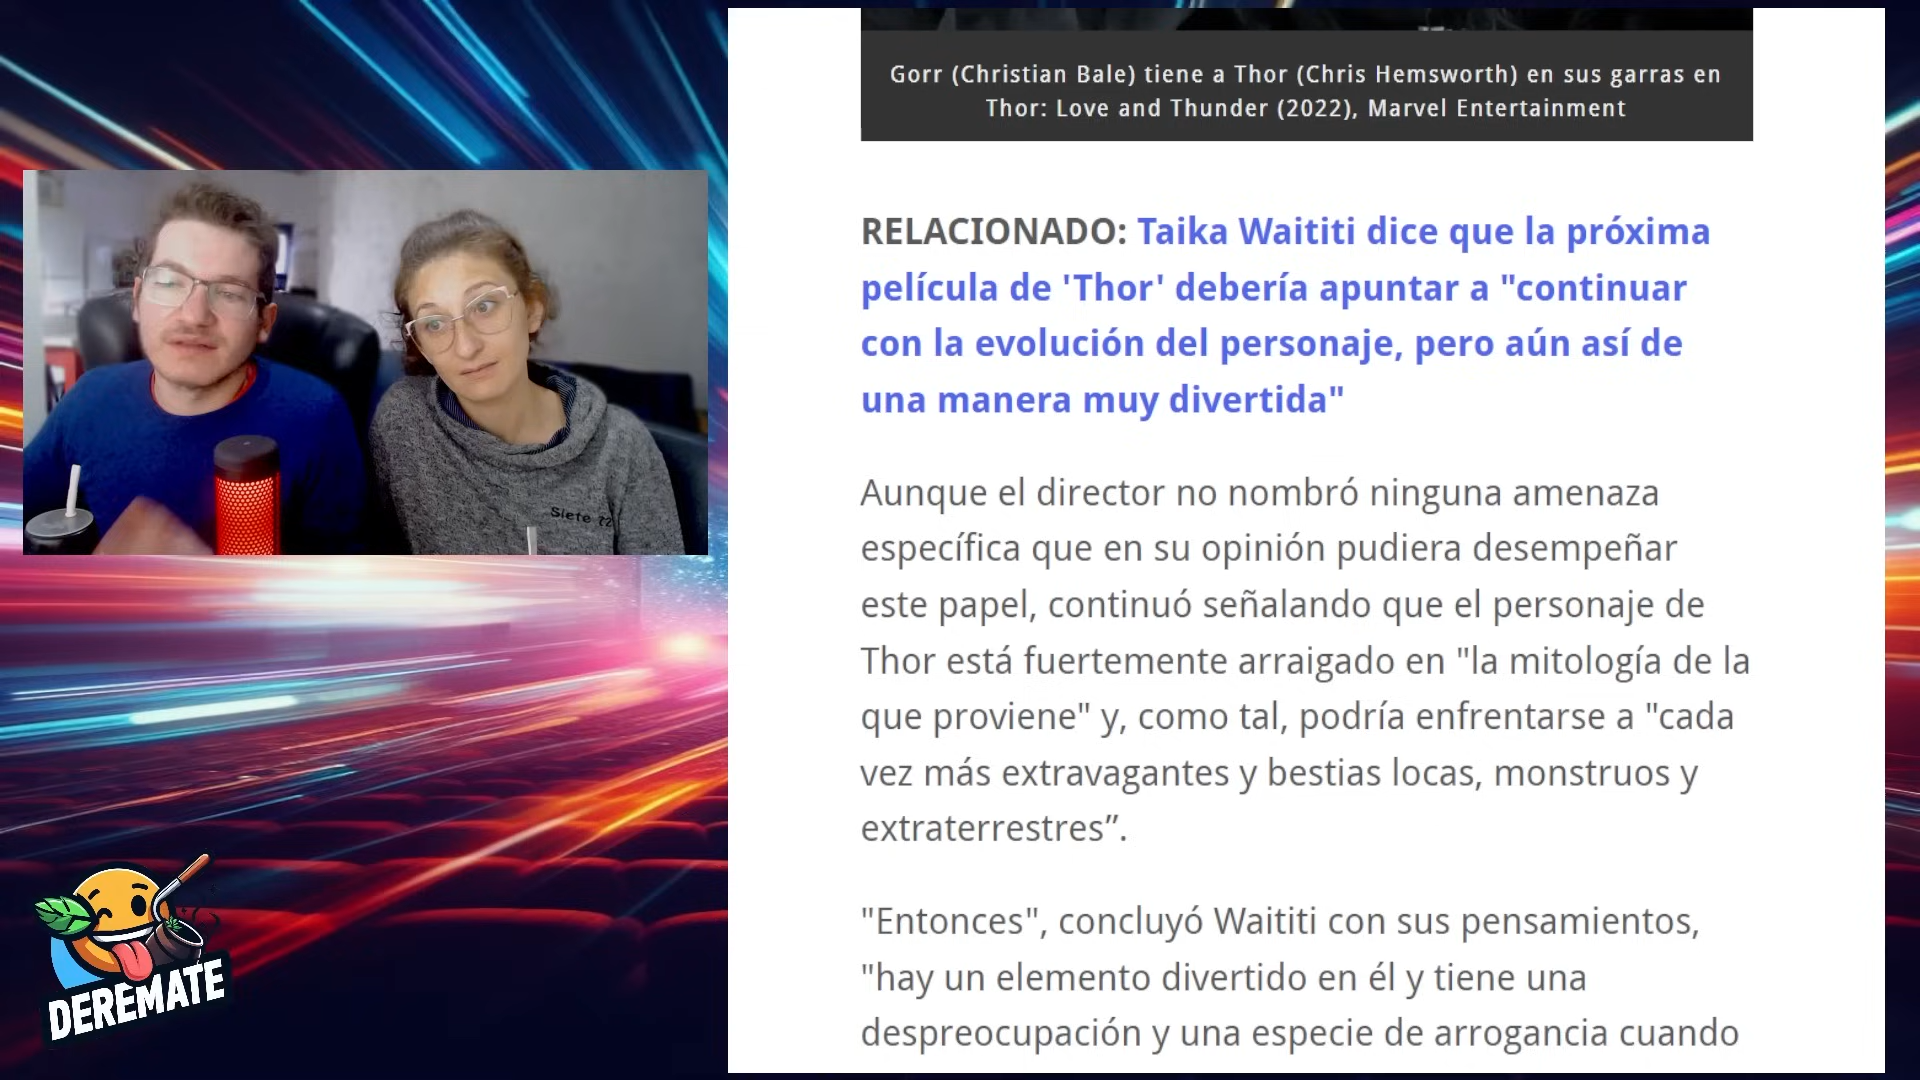 Gorr (Christian Bale) tiene a Thor (Chris Hemsworth) en sus garras en
Thor: Love and Thunder (2022), Marvel Entertainment
RELACIONADO: Taika Waititi dice que la próxima
película de 'Thor' debería apuntar a "continuar
con la evolución del personaje, pero aún así de
una manera muy divertida"
Aunque el director no nombró ninguna amenaza
específica que en su opinión pudiera desempeñar
este papel, continuó señalando que el personaje de
Thor está fuertemente arraigado en "la mitología de la
que proviene" y, como tal, podría enfrentarse a "cada
vez más extravagantes y bestias locas, monstruos y
extraterrestres”.
"Entonces", concluyó Waititi con sus pensamientos,
"hay un elemento divertido en él y tiene una
despreocupación y una especie de arrogancia cuando
Siete 72
DEREMATE